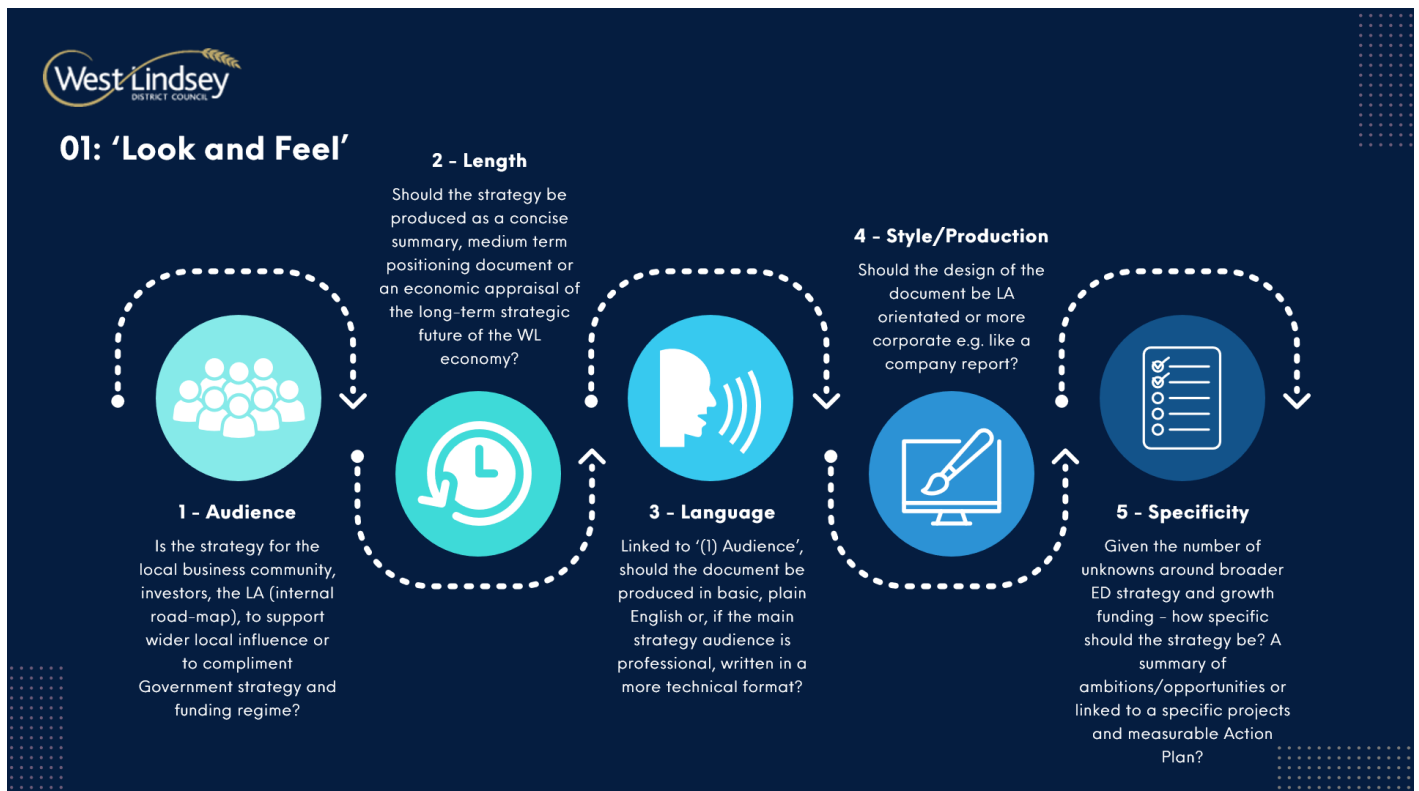 West Lindsey
DISTRICT COUNCIL
01: ‘Look and Feel’
1 - Audience
Is the strategy for the
local business community,
investors, the LA (internal
road-map), to support
wider local influence or
to compliment
Government strategy and
funding regime?
2 - Length
Should the strategy be
produced as a concise
summary, medium term
positioning document or
an economic appraisal of
the long-term strategic
future of the WL
economy?
3 - Language
Linked to ‘(1) Audience’,
should the document be
produced in basic, plain
English or, if the main
strategy audience is
professional, written in a
more technical format?
4 - Style/Production
Should the design of the
document be LA
orientated or more
corporate e.g. like a
company report?
5 - Specificity
Given the number of
unknowns around broader
ED strategy and growth
funding - how specific
should the strategy be? A
summary of
ambitions/opportunities or
linked to a specific projects
and measurable Action
Plan?